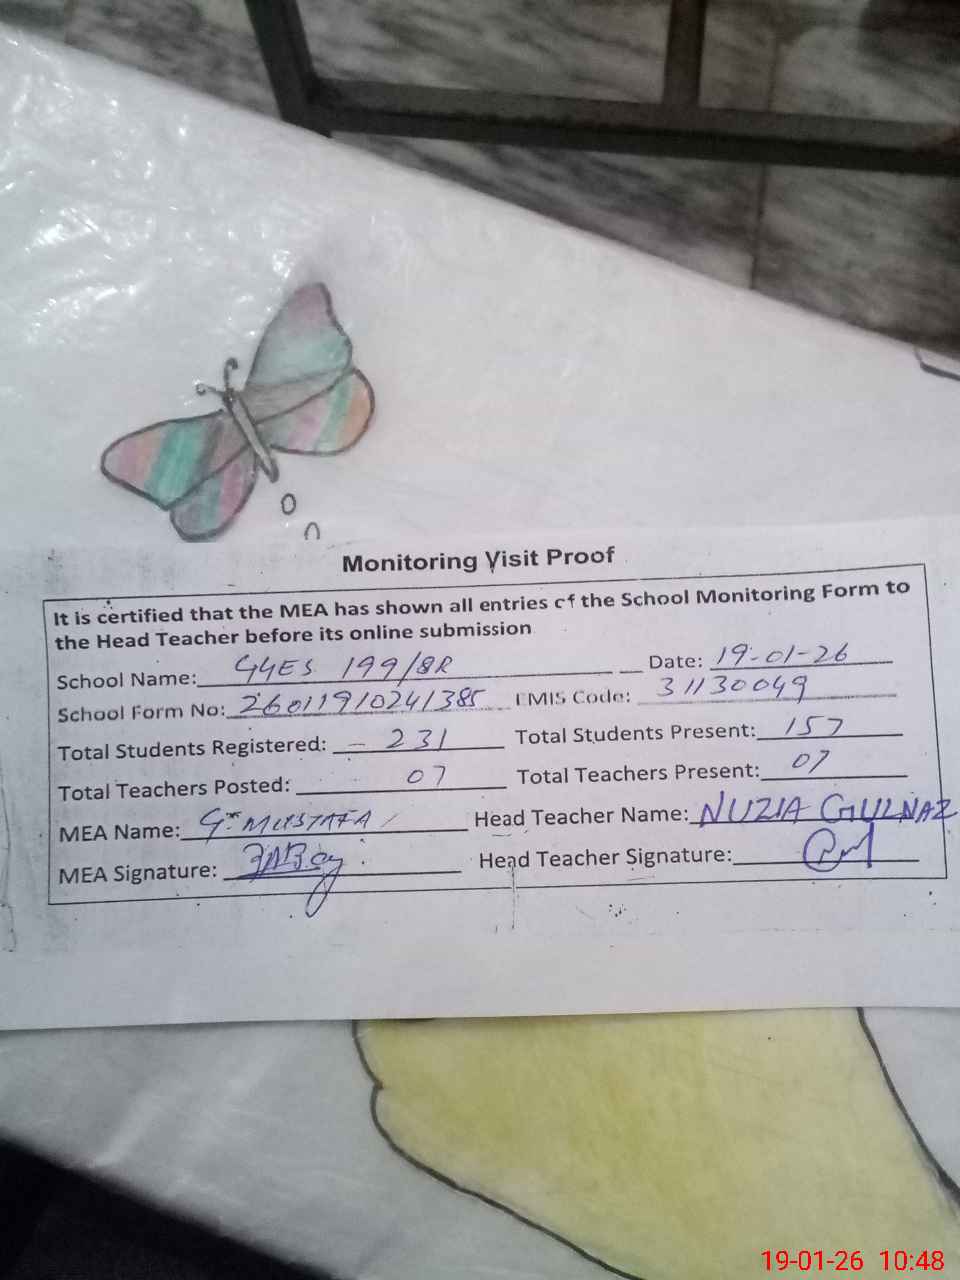 Monitoring Visit Proof
It is certified that the MEA has shown all entries of the School Monitoring Form to
the Head Teacher before its online submission
School Name: GGES 199/8R Date: 19-01-26
School Form No: 26011910241385 EMIS Code: 31130049
Total Students Registered: 231 Total Students Present: 157
Total Teachers Posted: 07 Total Teachers Present: 07
MEA Name: G. MUSTAFA Head Teacher Name: NUZIA GULNAZ
MEA Signature: Head Teacher Signature:
19-01-26 10:48